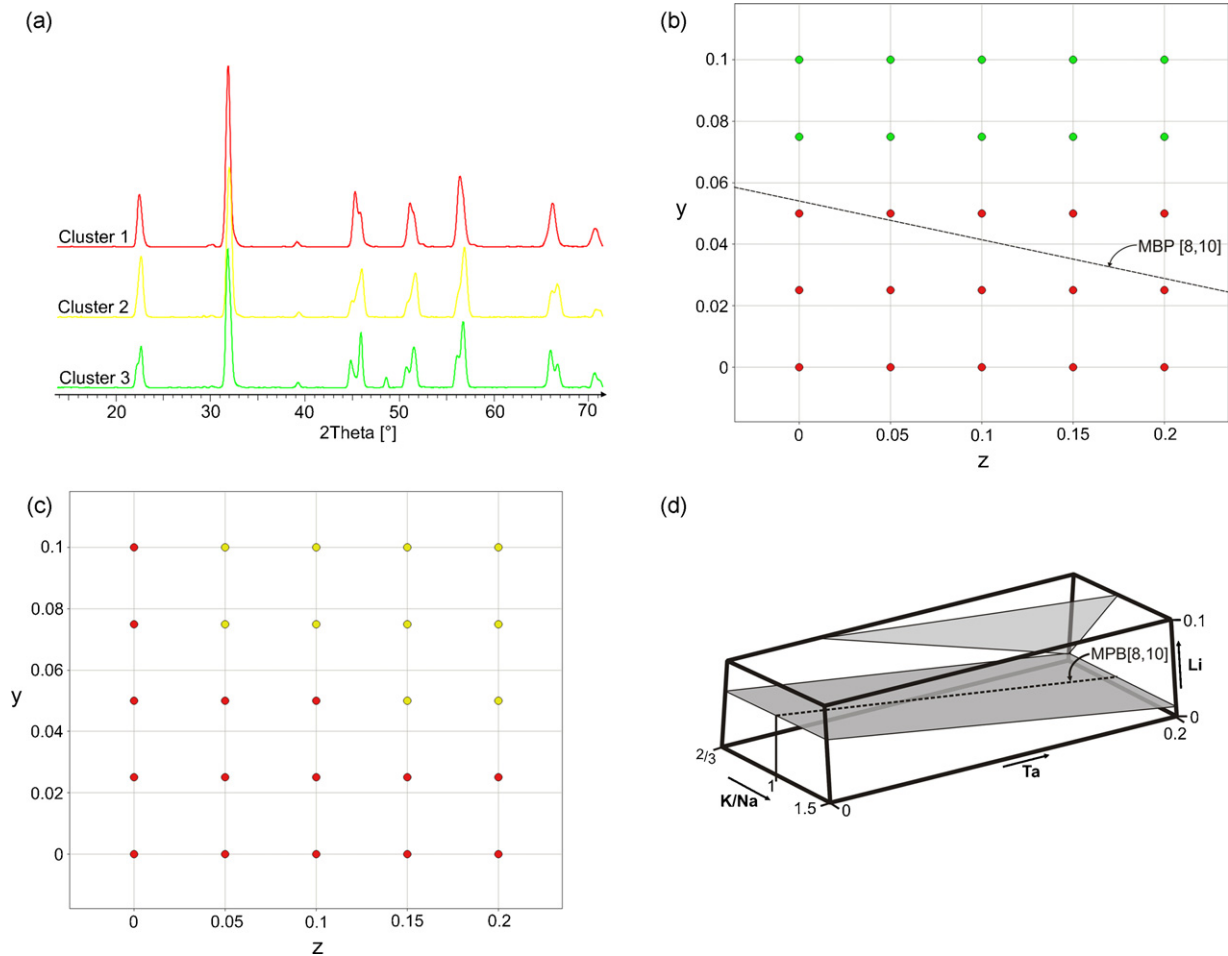 (a)
Cluster 1
Cluster 2
Cluster 3
20 30 40 50 60 70
2Theta [°]
(b)
0.1
0.08
0.06
y
0.04
0.02
0
MBP [8,10]
0 0.05 0.1 0.15 0.2
z
(c)
0.1
0.08
0.06
y
0.04
0.02
0
0 0.05 0.1 0.15 0.2
z
(d)
0.1
MPB[8,10]
Li
0
0.2
2/3
Ta
1
K/Na
1.5 0